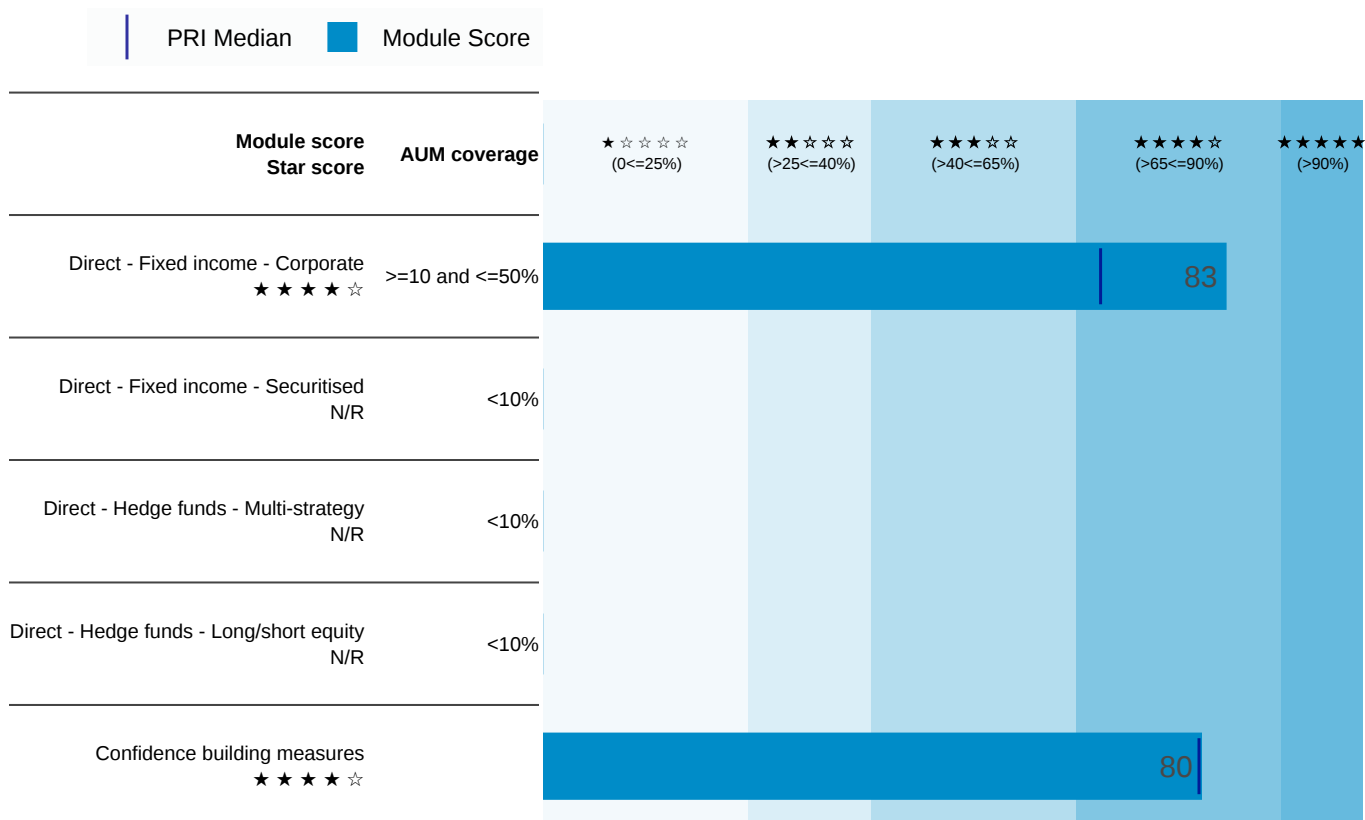 PRI Median Module Score
Module score
Star score
AUM coverage
★☆☆☆☆
(0<=25%)
★★☆☆☆
(>25<=40%)
★★★☆☆
(>40<=65%)
★★★★☆
(>65<=90%)
★★★★★
(>90%)
Direct - Fixed income - Corporate
★★★★☆
>=10 and <=50%
83
Direct - Fixed income - Securitised
N/R
<10%
Direct - Hedge funds - Multi-strategy
N/R
<10%
Direct - Hedge funds - Long/short equity
N/R
<10%
Confidence building measures
★★★★☆
80